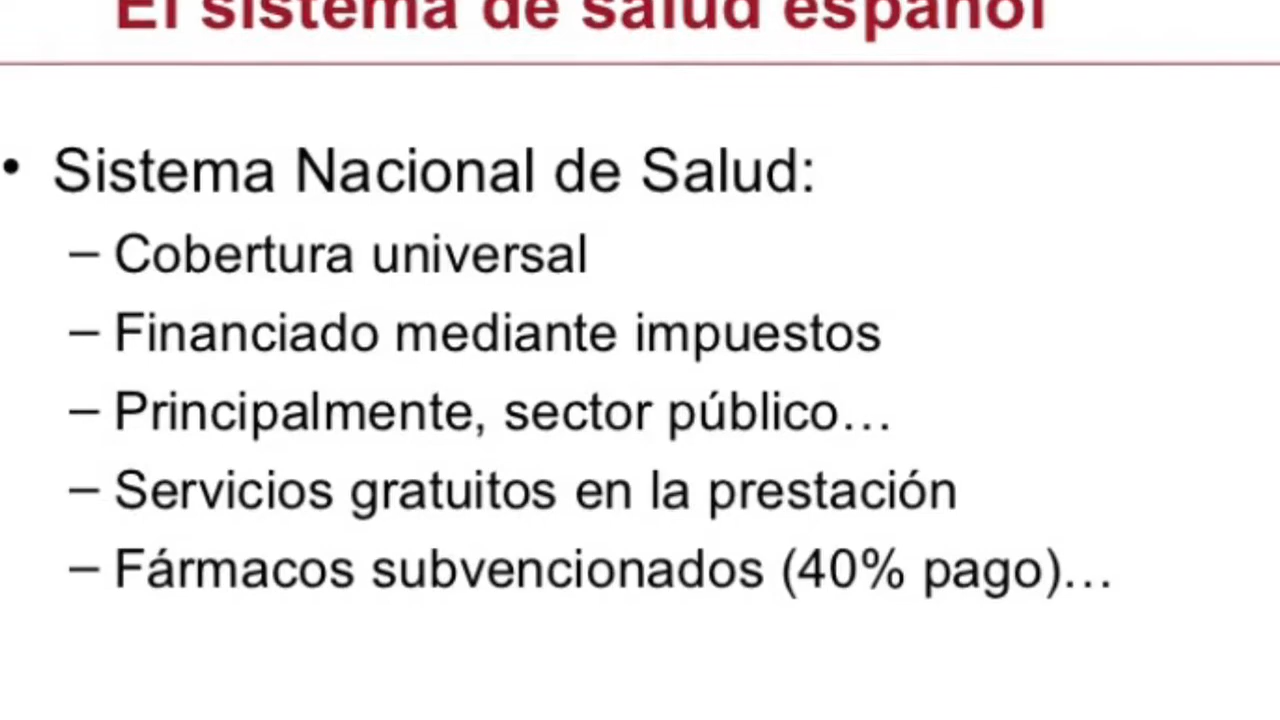 El sistema de salud español
• Sistema Nacional de Salud:
– Cobertura universal
– Financiado mediante impuestos
– Principalmente, sector público…
– Servicios gratuitos en la prestación
– Fármacos subvencionados (40% pago)…